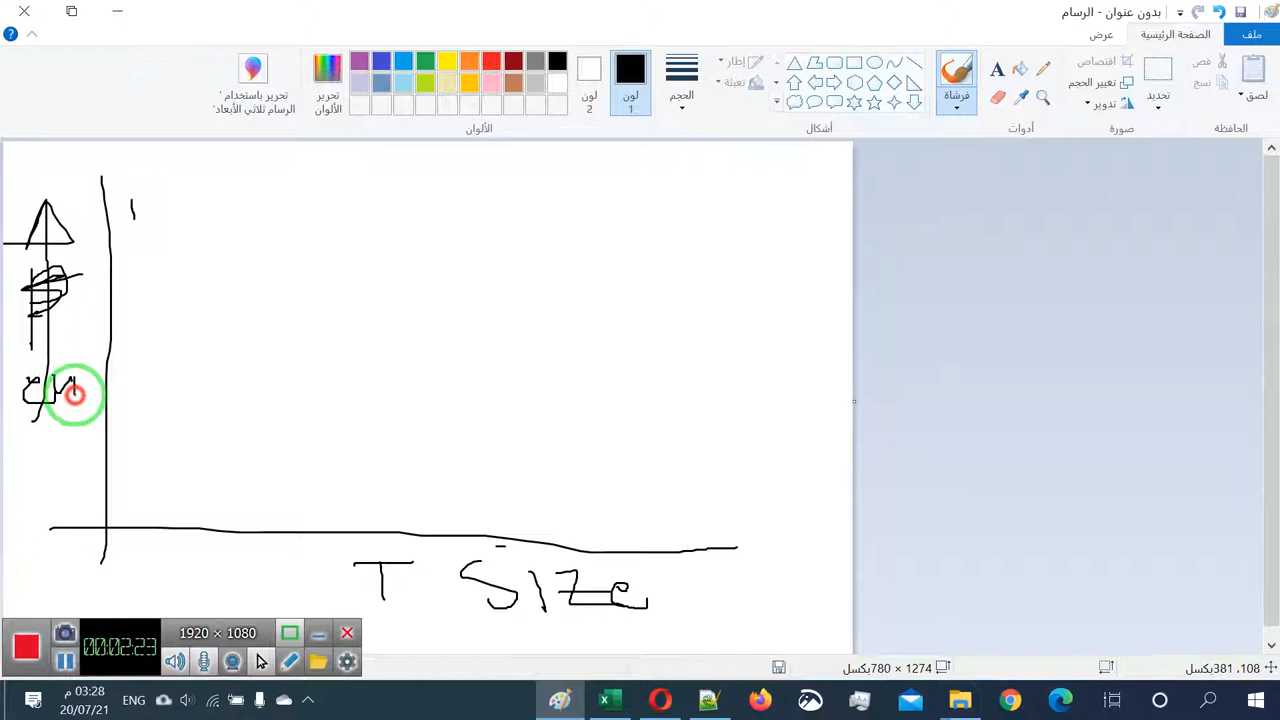 بدون عنوان - الرسام
ملف
الصفحة الرئيسية
عرض
لصق
قص
نسخ
الحافظة
تحديد
اقتصاص
تغيير الحجم
تدوير
صورة
أدوات
فرشاة
إطار
تعبئة
أشكال
الحجم
لون
1
لون
2
تحرير
الألوان
الألوان
تحرير باستخدام
الرسام ثلاثي الأبعاد
T Size
1920 × 1080
00:02:23
780 × 1274بكسل
381, 108بكسل
03:28 م
20/07/21
ENG